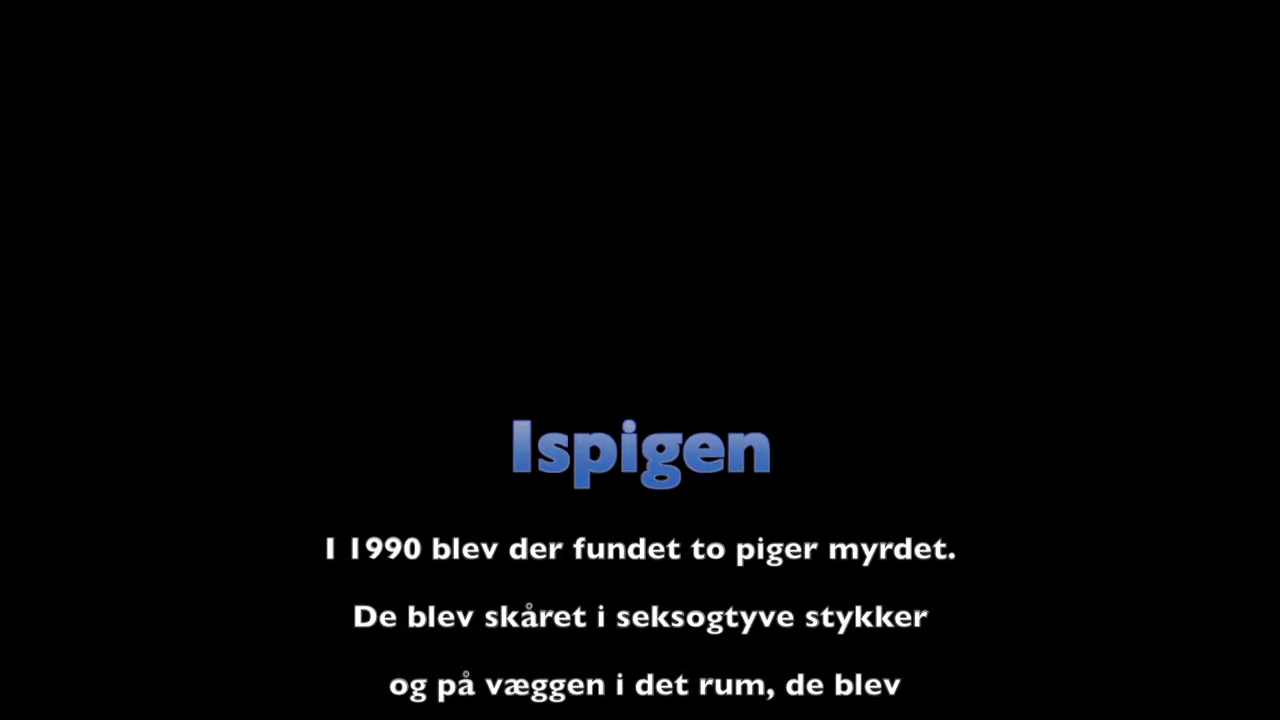 Ispigen
I 1990 blev der fundet to piger myrdet.
De blev skåret i seksogtyve stykker
og på væggen i det rum, de blev